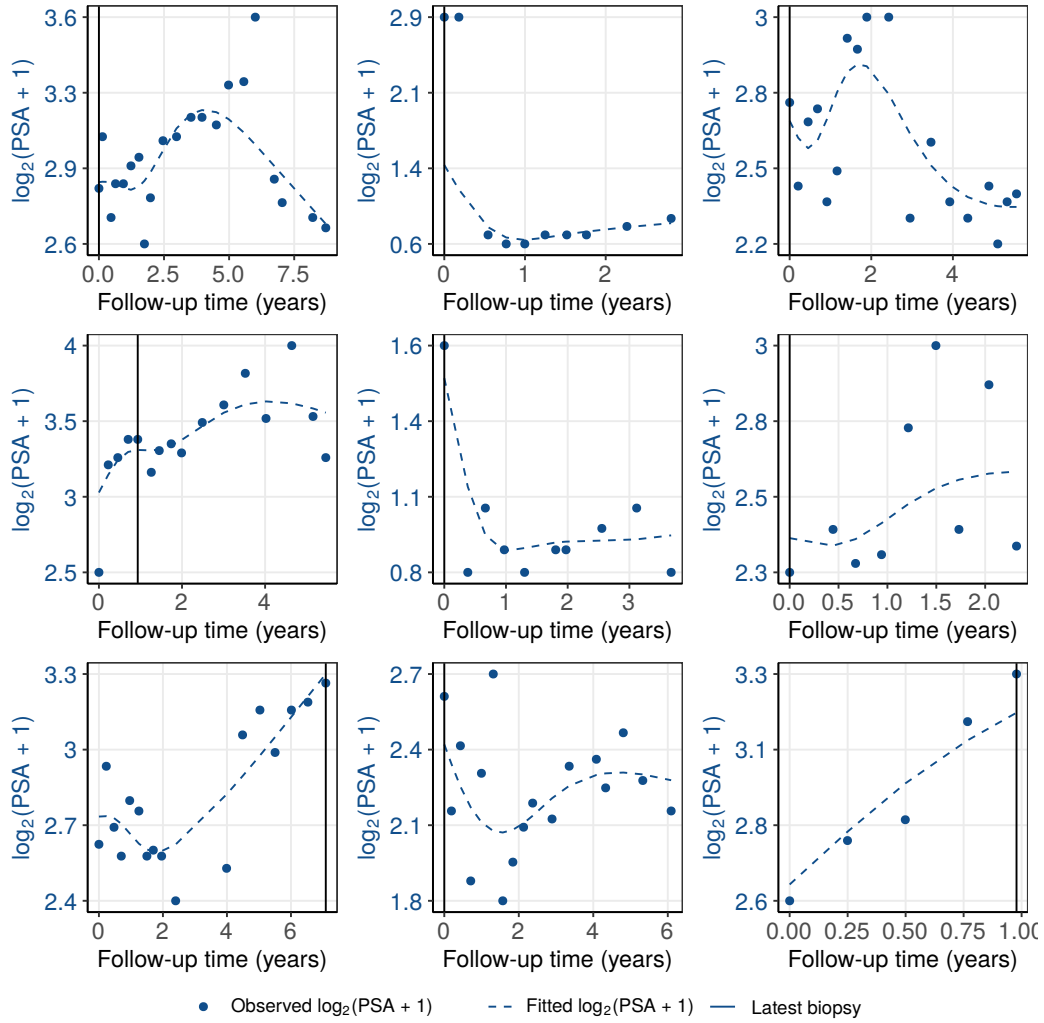 3.6
3.3
2.9
2.6
log₂(PSA + 1)
0.0 2.5 5.0 7.5
Follow-up time (years)
2.9
2.1
1.4
0.6
log₂(PSA + 1)
0 1 2
Follow-up time (years)
3
2.8
2.5
2.2
log₂(PSA + 1)
0 2 4
Follow-up time (years)
4
3.5
3
2.5
log₂(PSA + 1)
0 2 4
Follow-up time (years)
1.6
1.4
1.1
0.8
log₂(PSA + 1)
0 1 2 3
Follow-up time (years)
3
2.8
2.5
2.3
log₂(PSA + 1)
0.0 0.5 1.0 1.5 2.0
Follow-up time (years)
3.3
3
2.7
2.4
log₂(PSA + 1)
0 2 4 6
Follow-up time (years)
2.7
2.4
2.1
1.8
log₂(PSA + 1)
0 2 4 6
Follow-up time (years)
3.3
3.1
2.8
2.6
log₂(PSA + 1)
0.00 0.25 0.50 0.75 1.00
Follow-up time (years)
Observed log₂(PSA + 1) Fitted log₂(PSA + 1) Latest biopsy